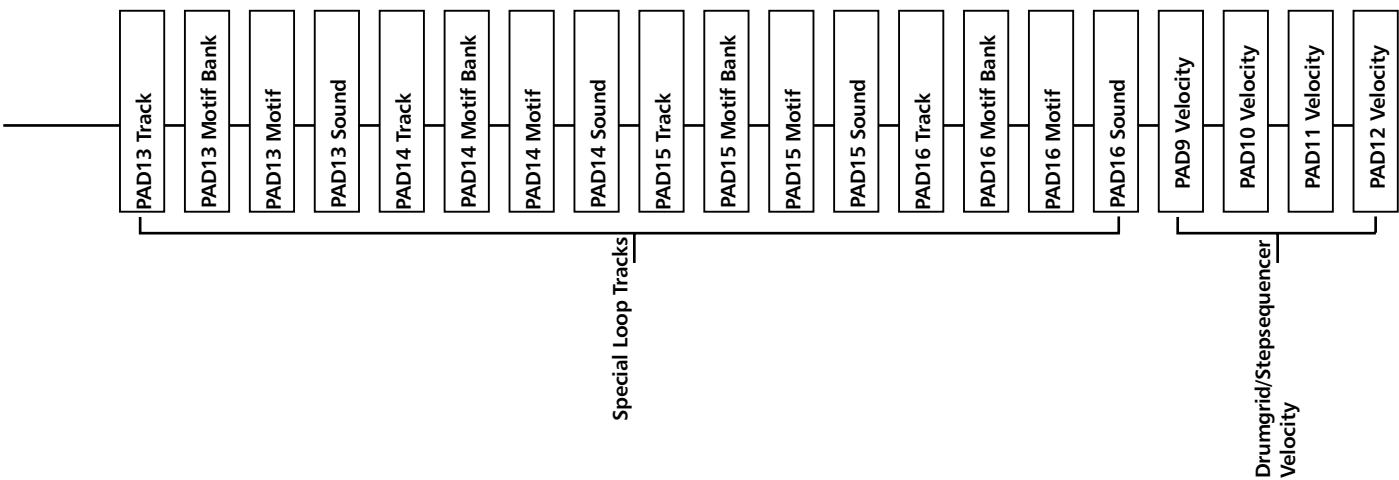 PAD13 Track
PAD13 Motif Bank
PAD13 Motif
PAD13 Sound
PAD14 Track
PAD14 Motif Bank
PAD14 Motif
PAD14 Sound
PAD15 Track
PAD15 Motif Bank
PAD15 Motif
PAD15 Sound
PAD16 Track
PAD16 Motif Bank
PAD16 Motif
PAD16 Sound
PAD9 Velocity
PAD10 Velocity
PAD11 Velocity
PAD12 Velocity
Special Loop Tracks
Drumgrid/Stepsequencer
Velocity